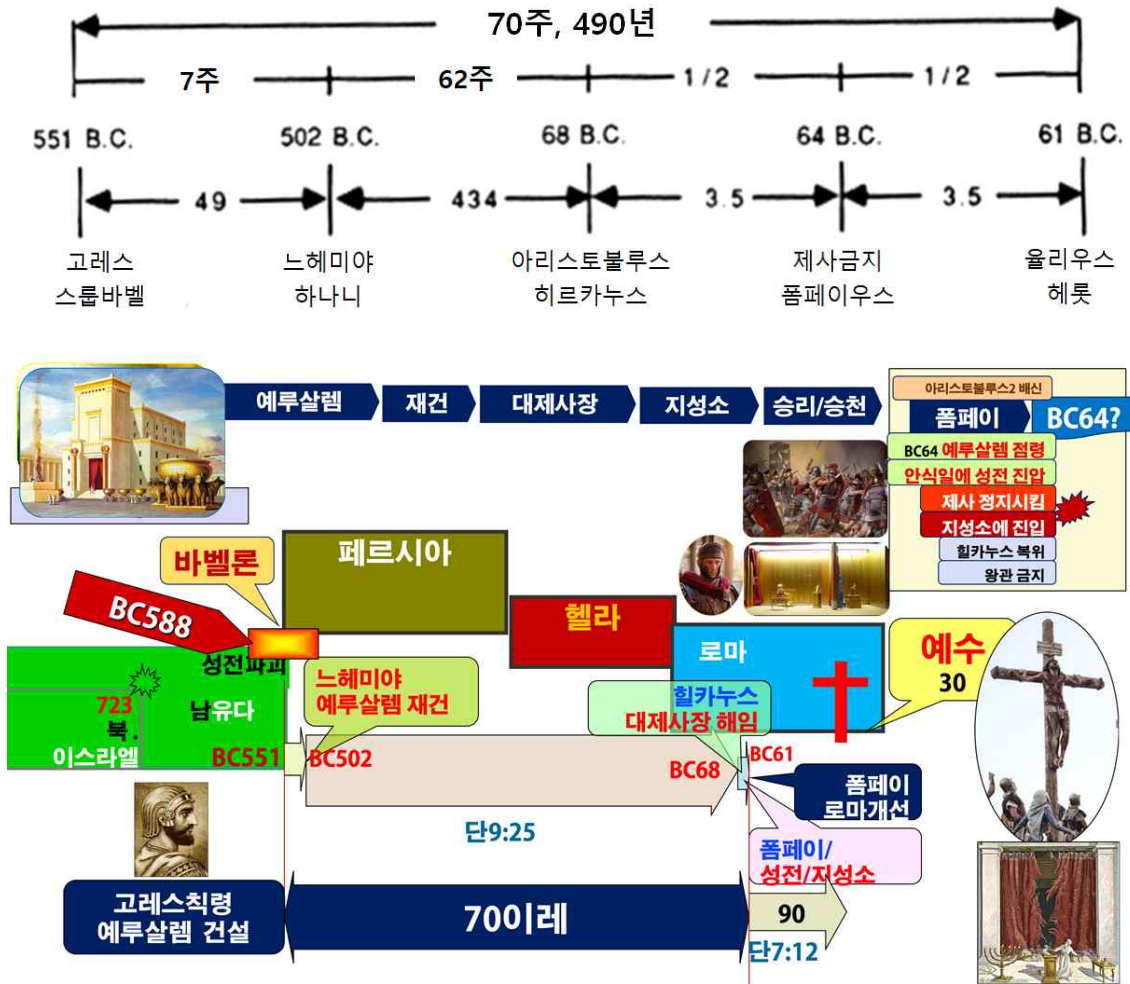 70주, 490년
7주 62주 1/2 1/2
551 B.C. 502 B.C. 68 B.C. 64 B.C. 61 B.C.
49 434 3.5 3.5
고레스 느헤미야 아리스토불루스 제사금지 율리우스
스룹바벨 하나니 히르카누스 폼페이우스 헤롯
예루살렘 재건 대제사장 지성소 승리/승천
아리스토불루스2 배신
폼페이 BC64?
BC64 예루살렘 점령
안식일에 성전 진압
제사 정지시킴
지성소에 진입
힐카누스 복위
왕관 금지
바벨론
페르시아
헬라
로마
예수
30
BC588
성전파괴
723
북.
이스라엘
남유다
BC551
느헤미야
예루살렘 재건
BC502
힐카누스
대제사장 해임
BC68
BC61
폼페이
로마개선
단9:25
폼페이/
성전/지성소
고레스칙령
예루살렘 건설
70이레
90
단7:12